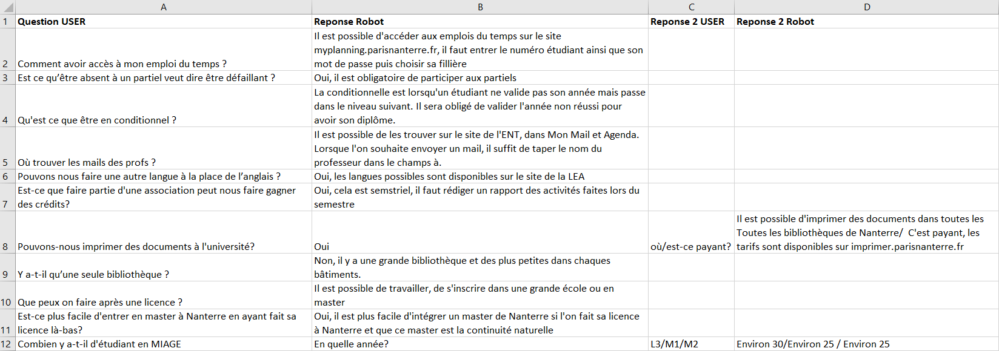 A B C D
1 Question USER Reponse Robot Reponse 2 USER Reponse 2 Robot
Il est possible d'accéder aux emplois du temps sur le site
myplanning.parisnanterre.fr, il faut entrer le numéro étudiant ainsi que son
2 Comment avoir accès à mon emploi du temps ? mot de passe puis choisir sa fillière
3 Est ce qu’être absent à un partiel veut dire être défaillant ? Oui, il est obligatoire de participer aux partiels
La conditionnelle est lorsqu'un étudiant ne valide pas son année mais passe
dans le niveau suivant. Il sera obligé de valider l'année non réussi pour
4 Qu'est ce que être en conditionnel ? avoir son diplôme.
Il est possible de les trouver sur le site de l'ENT, dans Mon Mail et Agenda.
Lorsque l'on souhaite envoyer un mail, il suffit de taper le nom du
5 Où trouver les mails des profs ? professeur dans le champs à.
6 Pouvons nous faire une autre langue à la place de l’anglais ? Oui, les langues possibles sont disponibles sur le site de la LEA
Est-ce que faire partie d'une association peut nous faire gagner Oui, cela est semstriel, il faut rédiger un rapport des activités faites lors du
7 des crédits? semestre
Il est possible d'imprimer des documents dans toutes les
Toutes les bibliothèques de Nanterre/ C'est payant, les
8 Pouvons-nous imprimer des documents à l'université? Oui où/est-ce payant? tarifs sont disponibles sur imprimer.parisnanterre.fr
Non, il y a une grande bibliothèque et des plus petites dans chaques
9 Y a-t-il qu’une seule bibliothèque ? bâtiments.
Il est possible de travailler, de s'inscrire dans une grande école ou en
10 Que peux on faire après une licence ? master
Est-ce plus facile d'entrer en master à Nanterre en ayant fait sa Oui, il est plus facile d'intégrer un master de Nanterre si l'on fait sa licence
11 licence là-bas? à Nanterre et que ce master est la continuité naturelle
12 Combien y a-t-il d'étudiant en MIAGE En quelle année? L3/M1/M2 Environ 30/Environ 25 / Environ 25